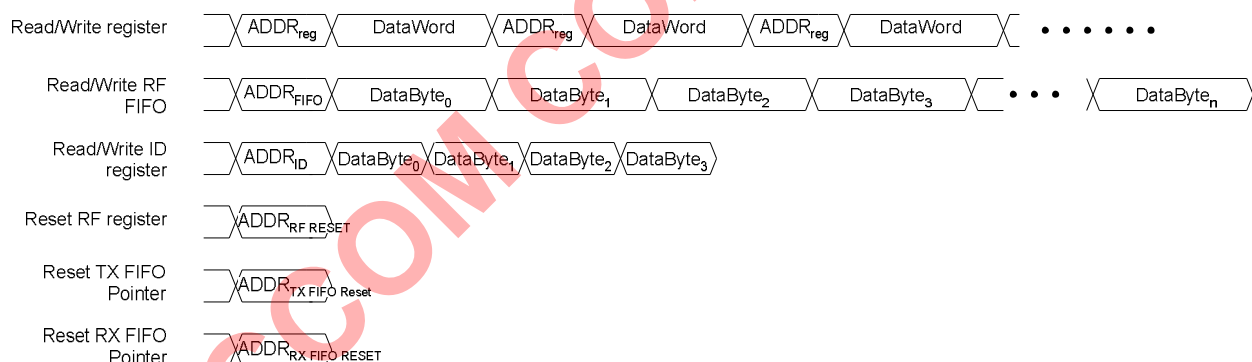 Read/Write register ADDRreg DataWord ADDRreg DataWord ADDRreg DataWord
Read/Write RF
FIFO ADDRFIFO DataByte0 DataByte1 DataByte2 DataByte3 DataByten
Read/Write ID
register ADDRID DataByte0 DataByte1 DataByte2 DataByte3
Reset RF register ADDRRF RESET
Reset TX FIFO
Pointer ADDRTX FIFO Reset
Reset RX FIFO
Pointer ADDRRX FIFO RESET
CCOM CO